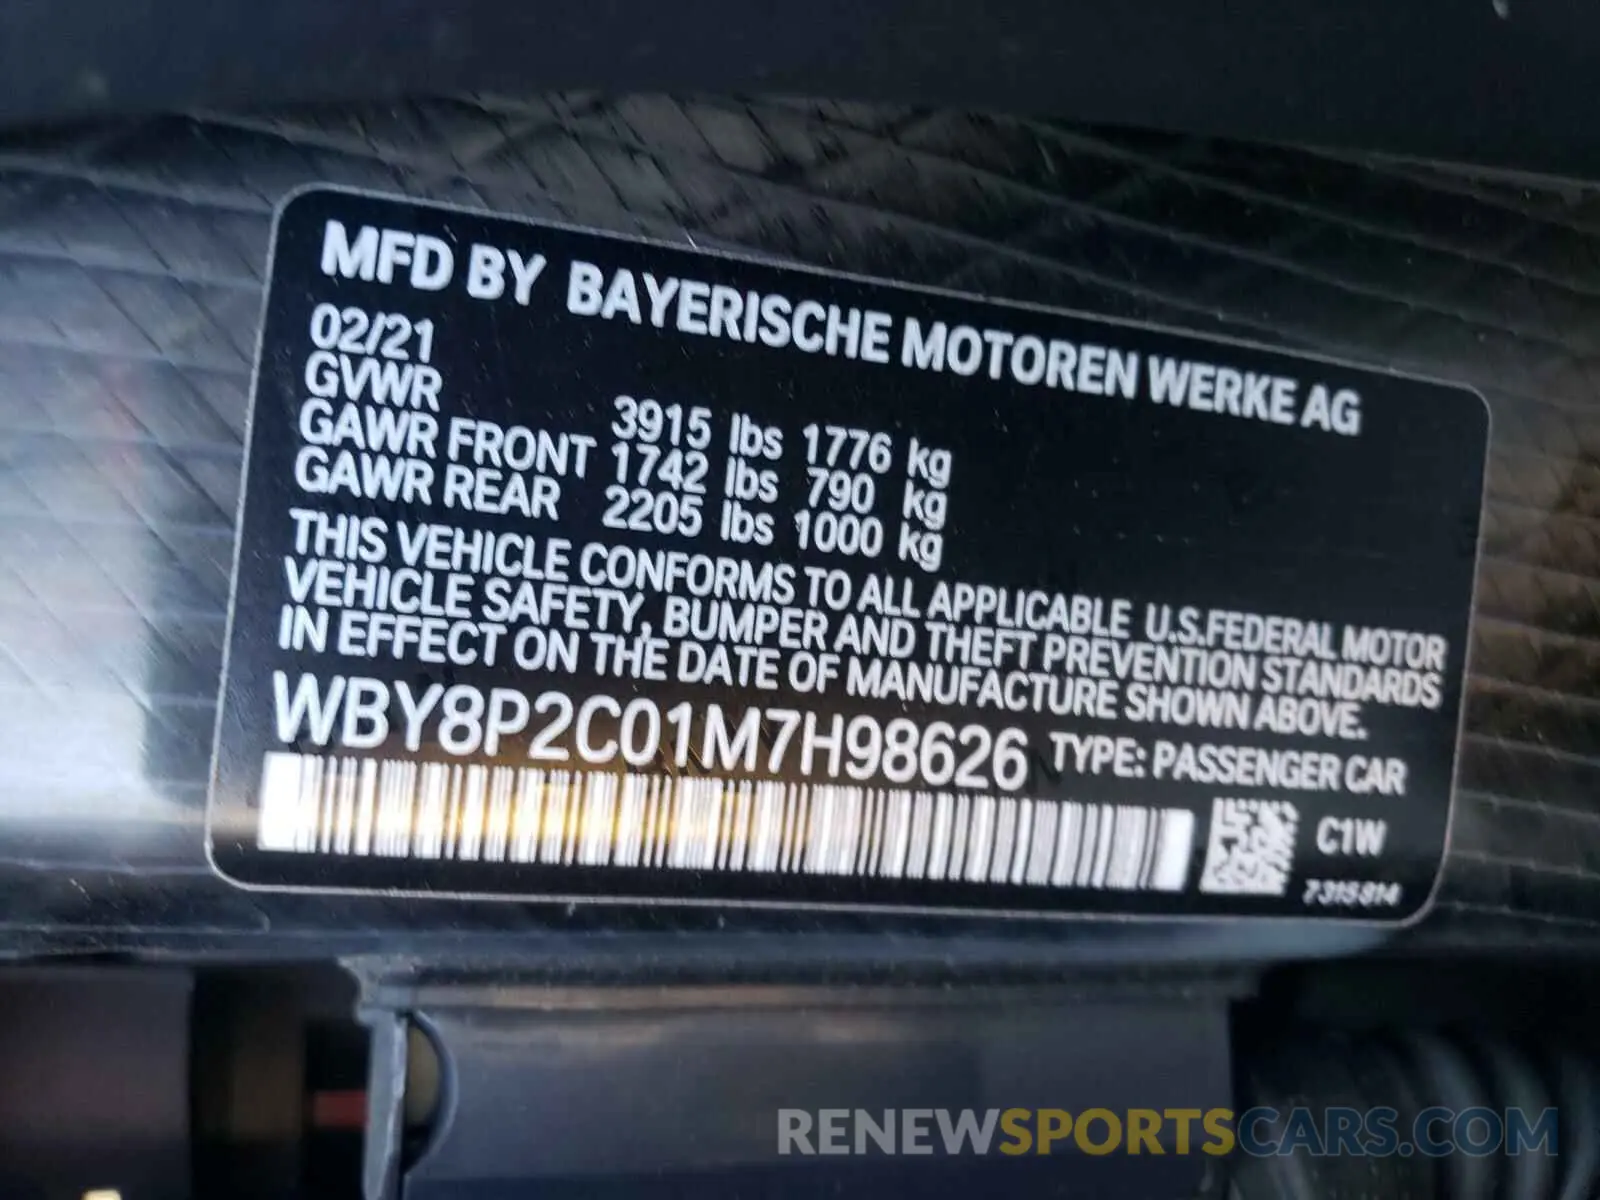 MFD BY BAYERISCHE MOTOREN WERKE AG
02/21
GVWR 3915 lbs 1776 kg
GAWR FRONT 1742 lbs 790 kg
GAWR REAR 2205 lbs 1000 kg
THIS VEHICLE CONFORMS TO ALL APPLICABLE U.S.FEDERAL MOTOR
VEHICLE SAFETY, BUMPER AND THEFT PREVENTION STANDARDS
IN EFFECT ON THE DATE OF MANUFACTURE SHOWN ABOVE.
WBY8P2C01M7H98626 TYPE: PASSENGER CAR
C1W
7315814
RENEWSPORTSCARS.COM